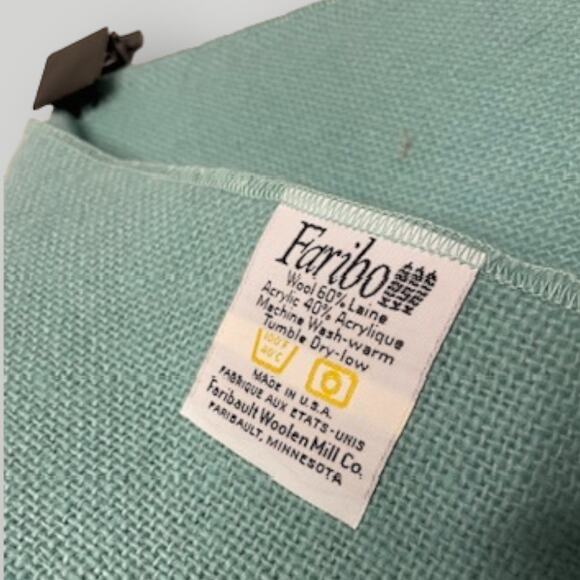 Faribo
Wool 60% Laine
Acrylic 40% Acrylique
Machine Wash-warm
Tumble Dry-low
100°F
40°C
MADE IN U.S.A.
FABRIQUE AUX ETATS-UNIS
Faribault Woolen Mill Co.
FARIBAULT, MINNESOTA